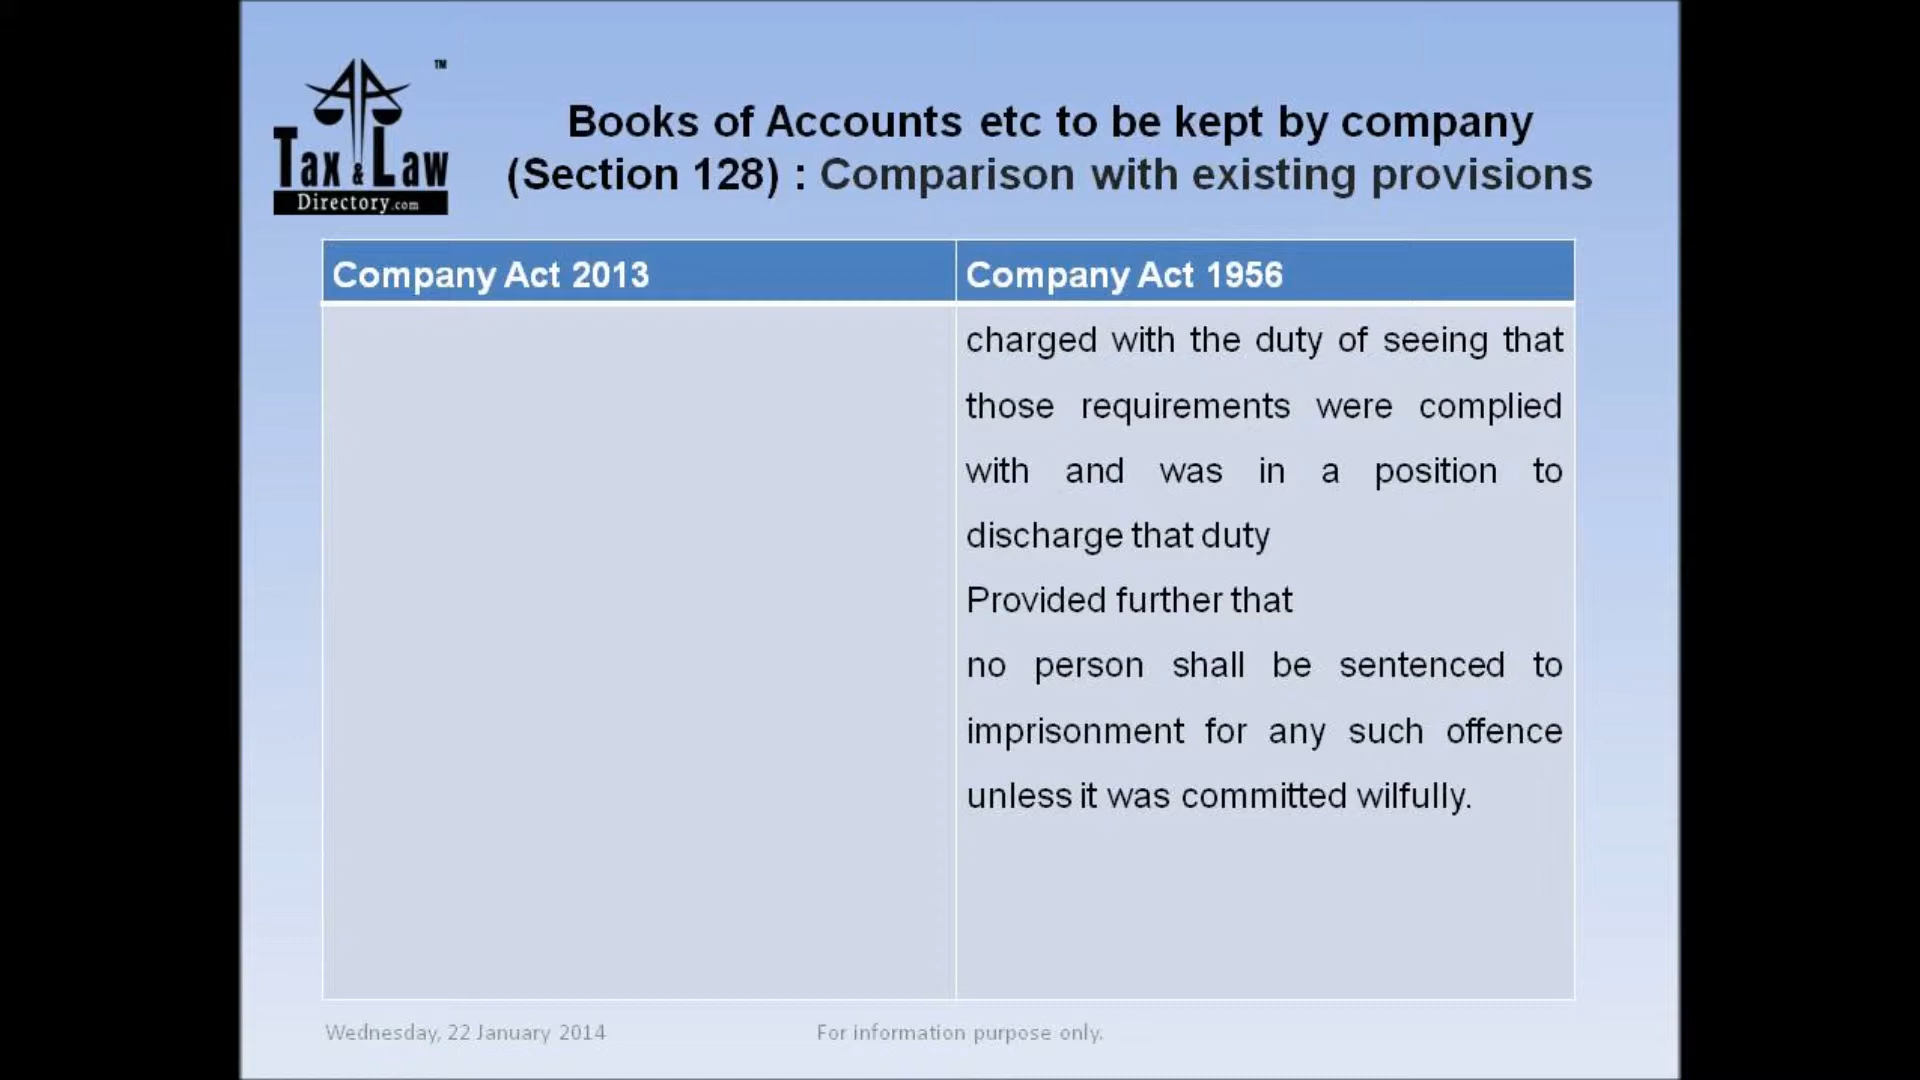 TM
Tax & Law
Directory.com
Books of Accounts etc to be kept by company
(Section 128) : Comparison with existing provisions
Company Act 2013
Company Act 1956
charged with the duty of seeing that
those requirements were complied
with and was in a position to
discharge that duty
Provided further that
no person shall be sentenced to
imprisonment for any such offence
unless it was committed wilfully.
Wednesday, 22 January 2014
For information purpose only.